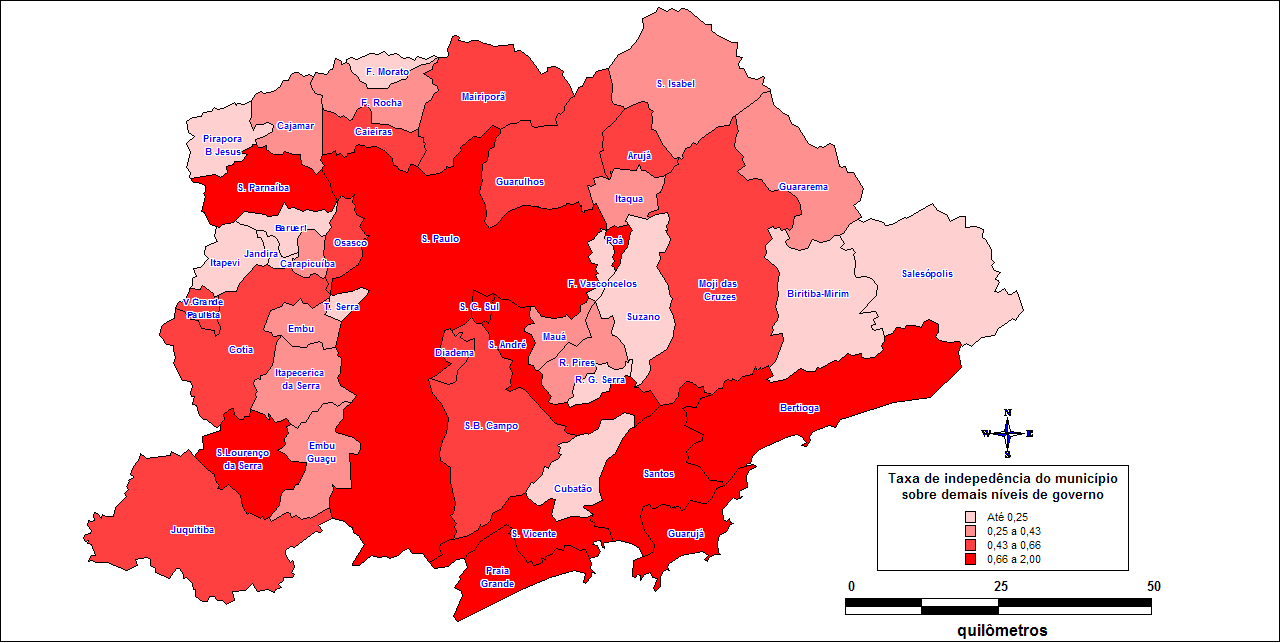 F. Morato
S. Isabel
F. Rocha
Mairiporã
Cajamar
Caieiras
Pirapora
B Jesus
Arujá
Guarulhos
S. Parnaíba
Guararema
Itaqua
Barueri
Osasco
S. Paulo
Roá
Jandira
Itapevi
Carapicuíba
Salesópolis
F. Vasconcelos
Moji das
Cruzes
Biritiba-Mirim
V.Grande
Paulista
T. Serra
S. C. Sul
Suzano
Embu
Mauá
S. André
Cotia
Diadema
R. Pires
Itapecerica
da Serra
R. G. Serra
Bertioga
S.B. Campo
Embu
Guaçu
S.Lourenço
da Serra
Santos
Cubatão
Juquitiba
S. Vicente
Guarujá
Praia
Grande
N
W E
S
Taxa de indepedência do município
sobre demais níveis de governo
Até 0,25
0,25 a 0,43
0,43 a 0,66
0,66 a 2,00
0 25 50
quilômetros